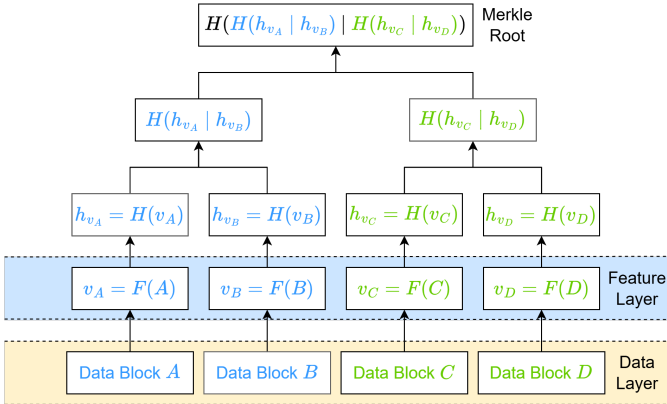 H(H(h_{v_A} | h_{v_B}) | H(h_{v_C} | h_{v_D}))
Merkle
Root
H(h_{v_A} | h_{v_B})
H(h_{v_C} | h_{v_D})
h_{v_A} = H(v_A)
h_{v_B} = H(v_B)
h_{v_C} = H(v_C)
h_{v_D} = H(v_D)
v_A = F(A)
v_B = F(B)
v_C = F(C)
v_D = F(D)
Feature
Layer
Data Block A
Data Block B
Data Block C
Data Block D
Data
Layer